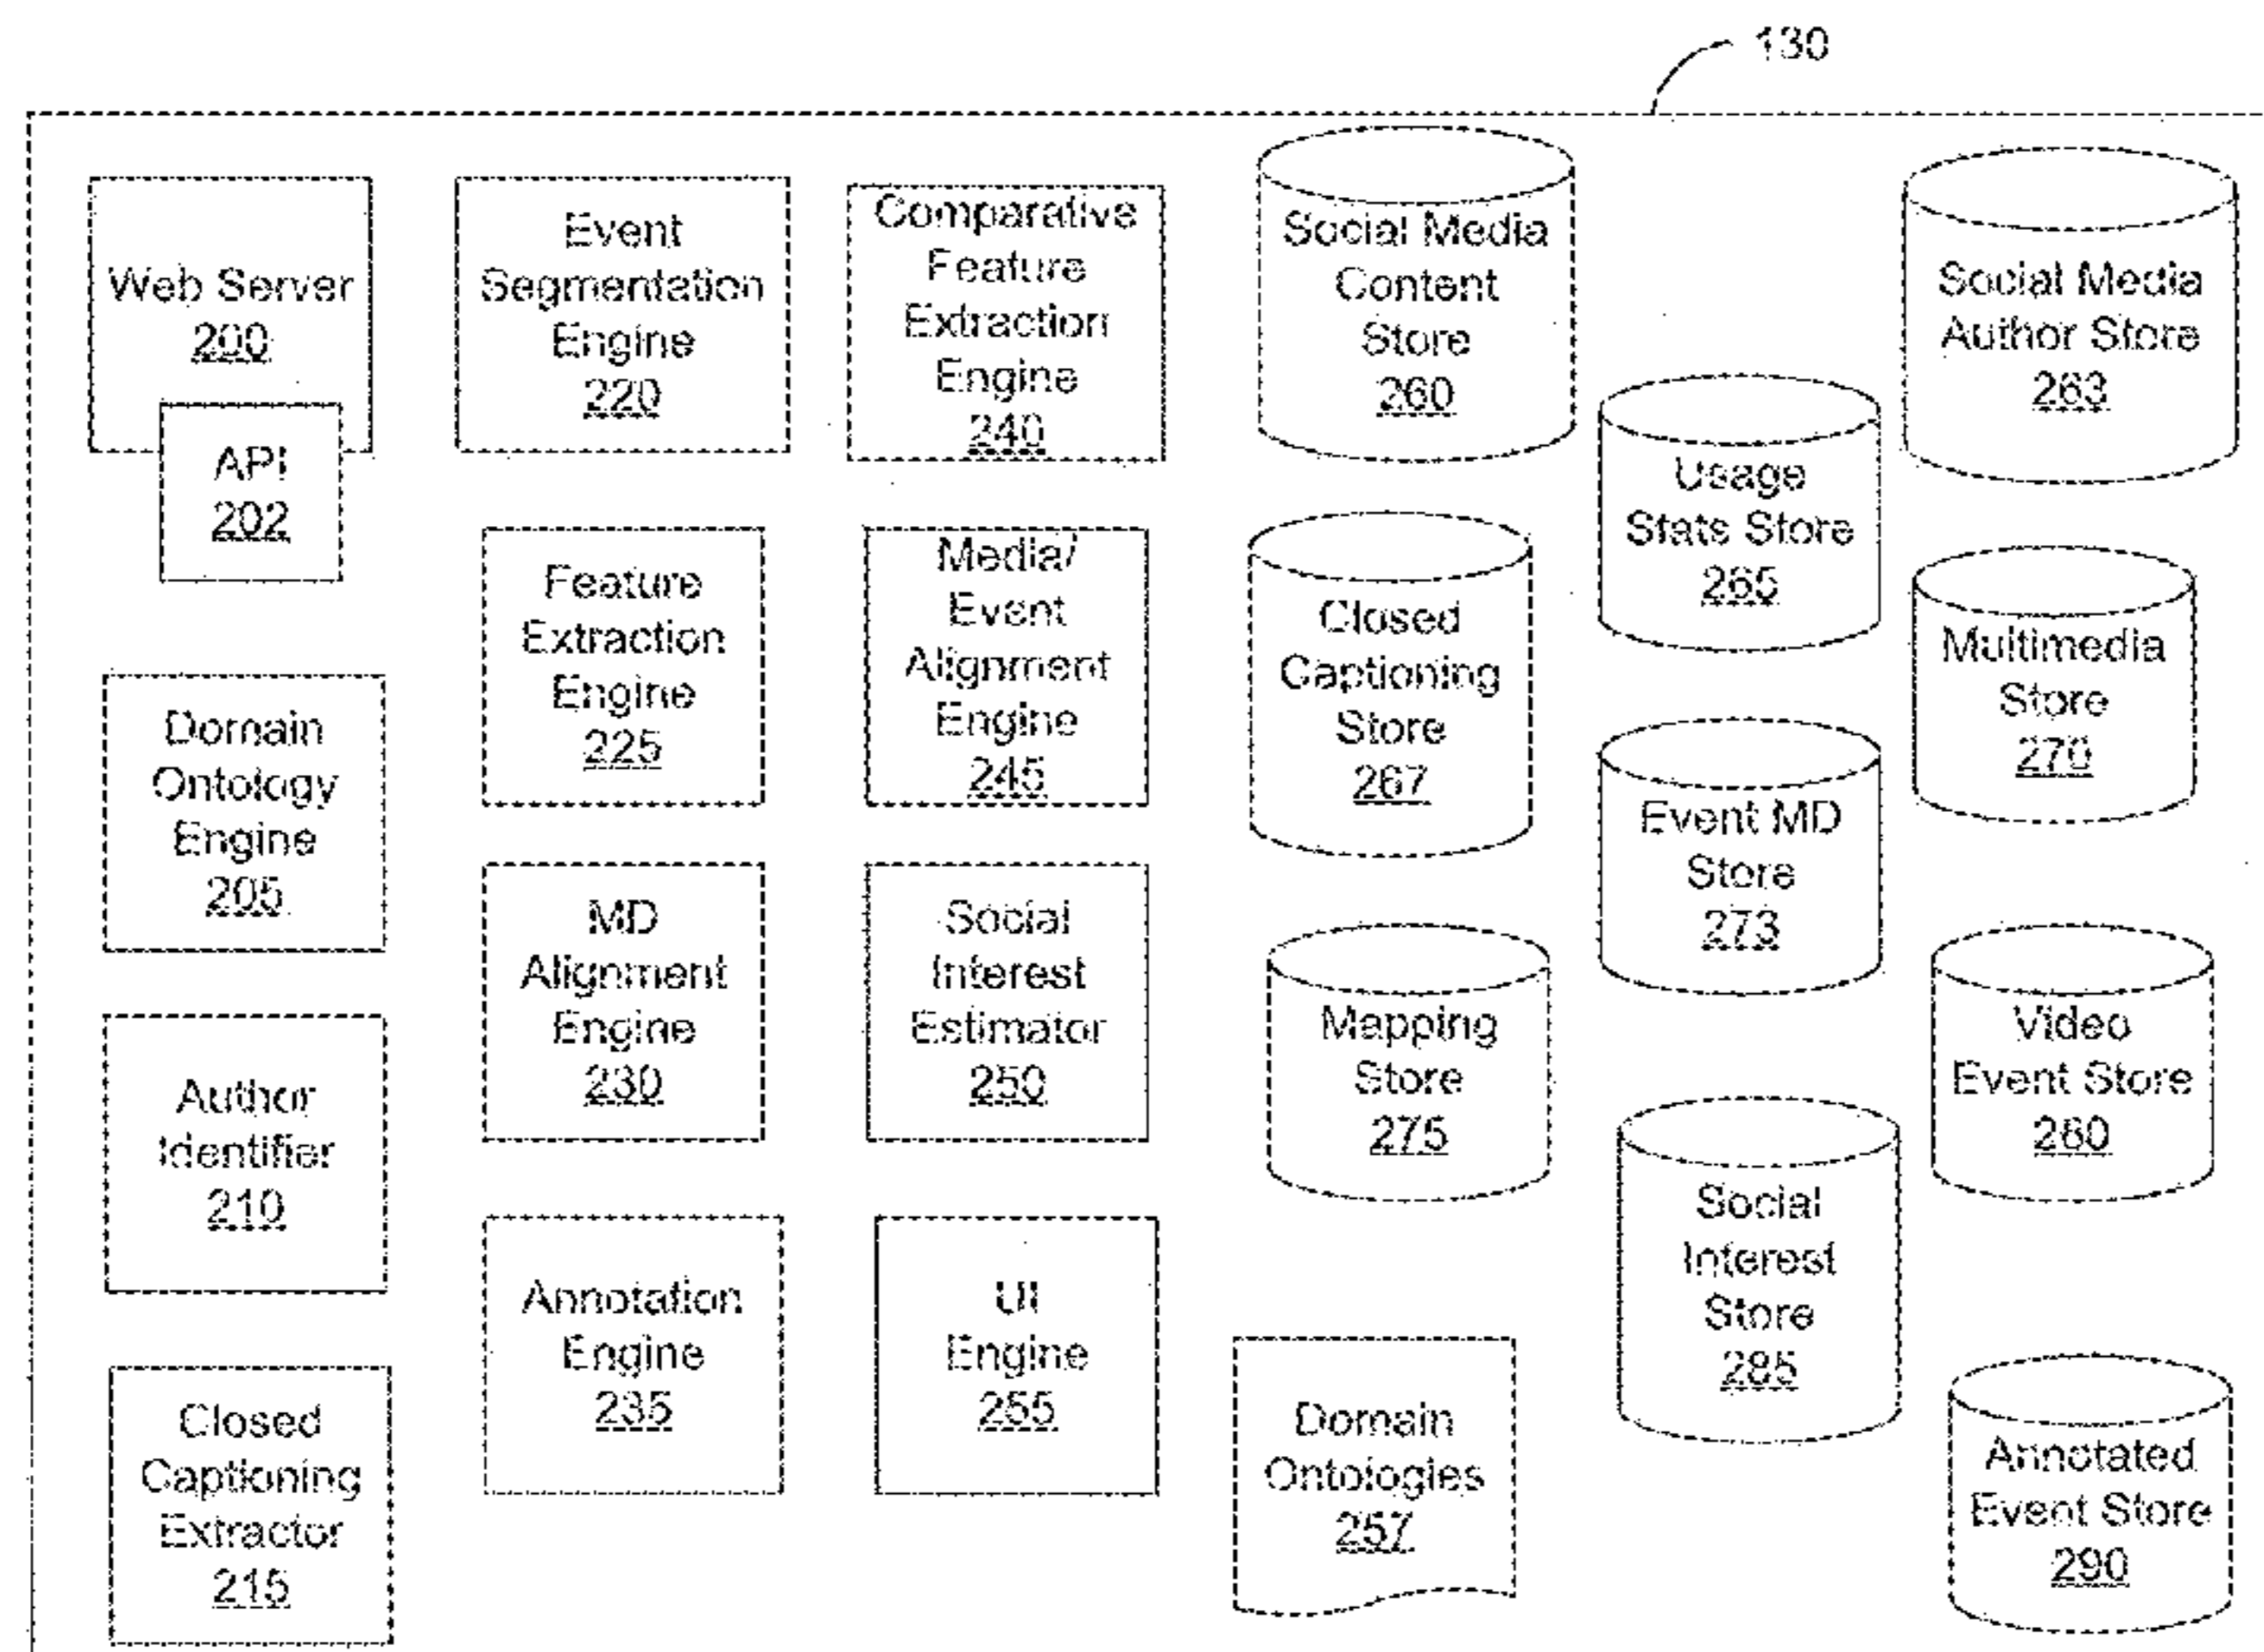 130
Web Server
200
API
202
Domain
Ontology
Engine
205
Author
Identifier
210
Closed
Captioning
Extractor
215
Event
Segmentation
Engine
220
Feature
Extraction
Engine
225
MD
Alignment
Engine
230
Annotation
Engine
235
Comparative
Feature
Extraction
Engine
240
Media/
Event
Alignment
Engine
245
Social
Interest
Estimator
250
UI
Engine
255
Social Media
Content
Store
260
Closed
Captioning
Store
267
Mapping
Store
275
Domain
Ontologies
257
Usage
Stats Store
265
Event MD
Store
273
Social
Interest
Store
285
Social Media
Author Store
263
Multimedia
Store
270
Video
Event Store
280
Annotated
Event Store
290